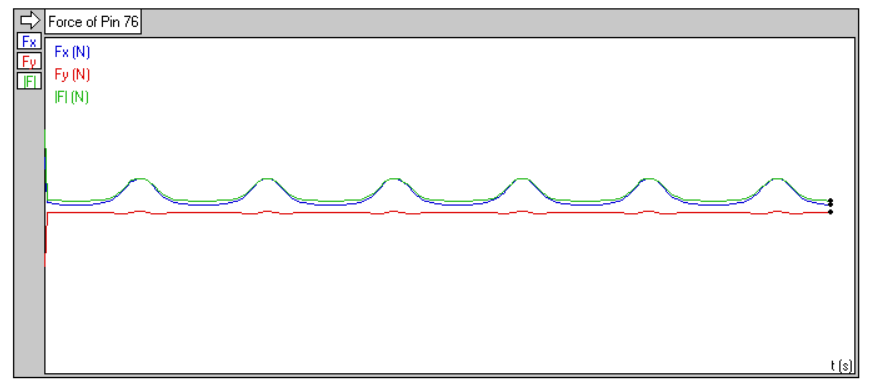 Force of Pin 76
Fx
Fy
|F|
Fx (N)
Fy (N)
|F| (N)
t (s)